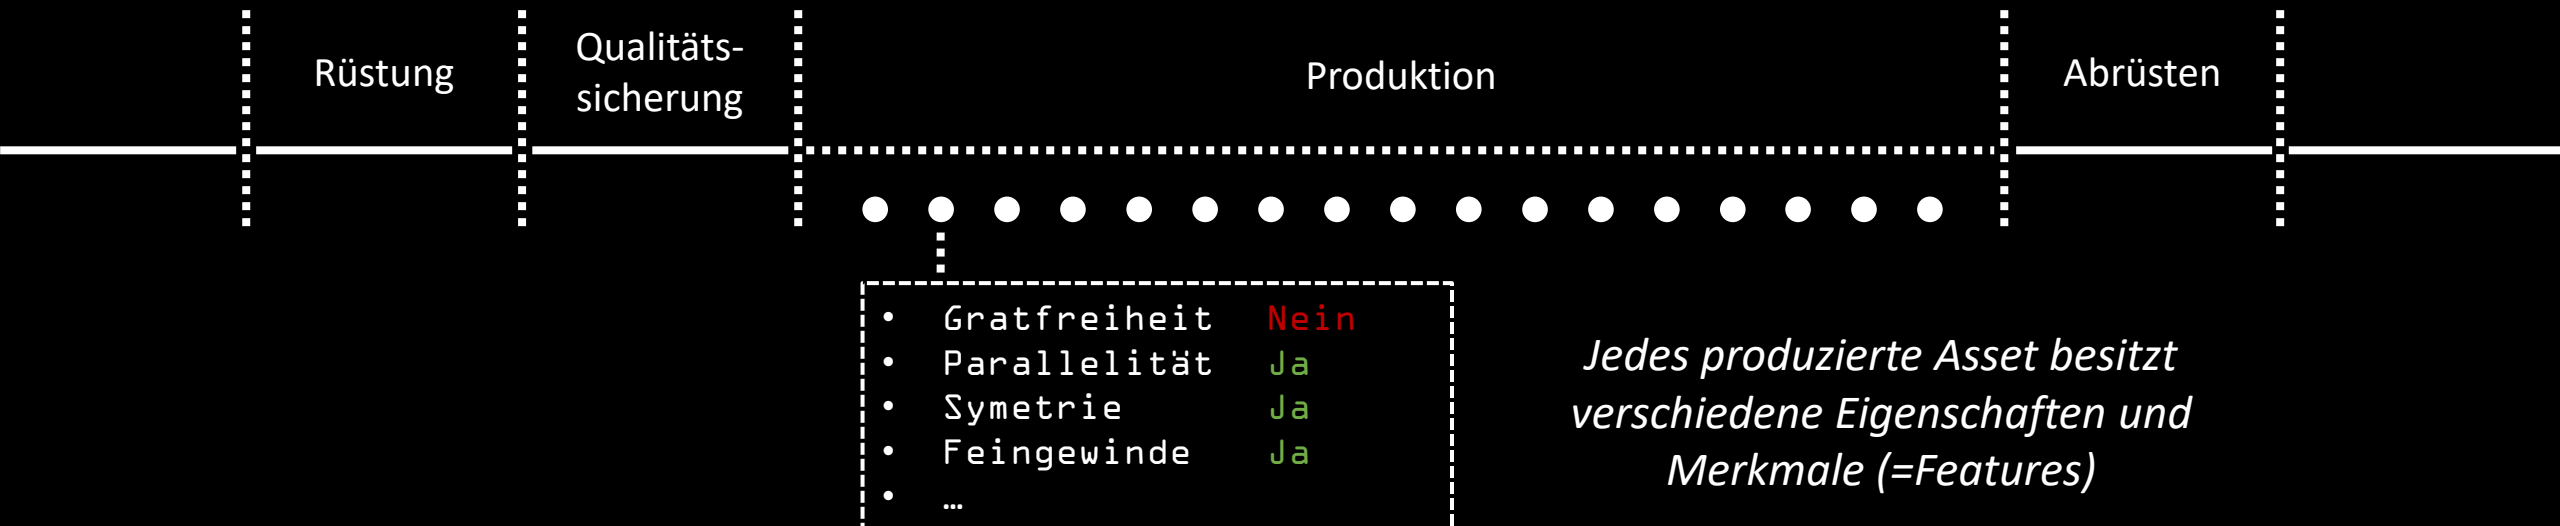 Rüstung
Qualitäts-
sicherung
Produktion
Abrüsten
• Gratfreiheit Nein
• Parallelität Ja
• Symetrie Ja
• Feingewinde Ja
• …
Jedes produzierte Asset besitzt
verschiedene Eigenschaften und
Merkmale (=Features)